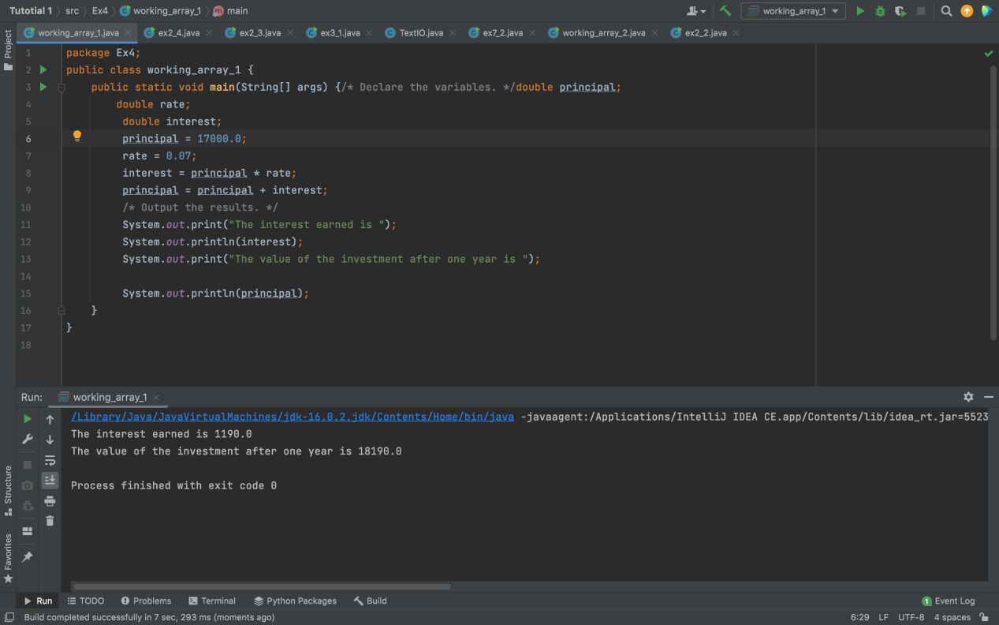 Tutotial 1 src Ex4 working_array_1 main working_array_1
working_array_1.java ex2_4.java ex2_3.java ex3_1.java TextIO.java ex7_2.java working_array_2.java ex2_2.java
Project
1 package Ex4;
2 public class working_array_1 {
3 public static void main(String[] args) {/* Declare the variables. */double principal;
4 double rate;
5 double interest;
6 principal = 17000.0;
7 rate = 0.07;
8 interest = principal * rate;
9 principal = principal + interest;
10 /* Output the results. */
11 System.out.print("The interest earned is ");
12 System.out.println(interest);
13 System.out.print("The value of the investment after one year is ");
14
15 System.out.println(principal);
16 }
17 }
18
Run: working_array_1
/Library/Java/JavaVirtualMachines/jdk-16.0.2.jdk/Contents/Home/bin/java -javaagent:/Applications/IntelliJ IDEA CE.app/Contents/lib/idea_rt.jar=5523
The interest earned is 1190.0
The value of the investment after one year is 18190.0
Process finished with exit code 0
Structure
Favorites
Run TODO Problems Terminal Python Packages Build 1 Event Log
Build completed successfully in 7 sec, 293 ms (moments ago) 6:29 LF UTF-8 4 spaces